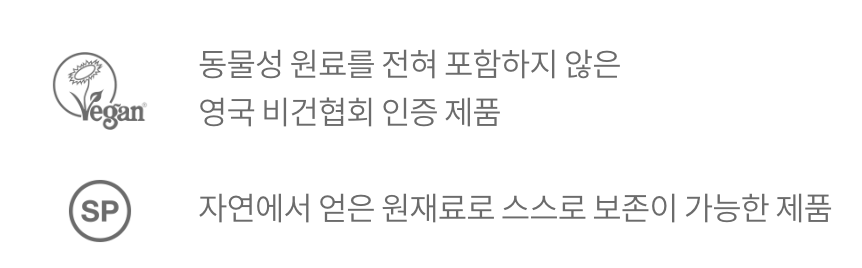 Vegan
동물성 원료를 전혀 포함하지 않은
영국 비건협회 인증 제품
SP
자연에서 얻은 원재료로 스스로 보존이 가능한 제품